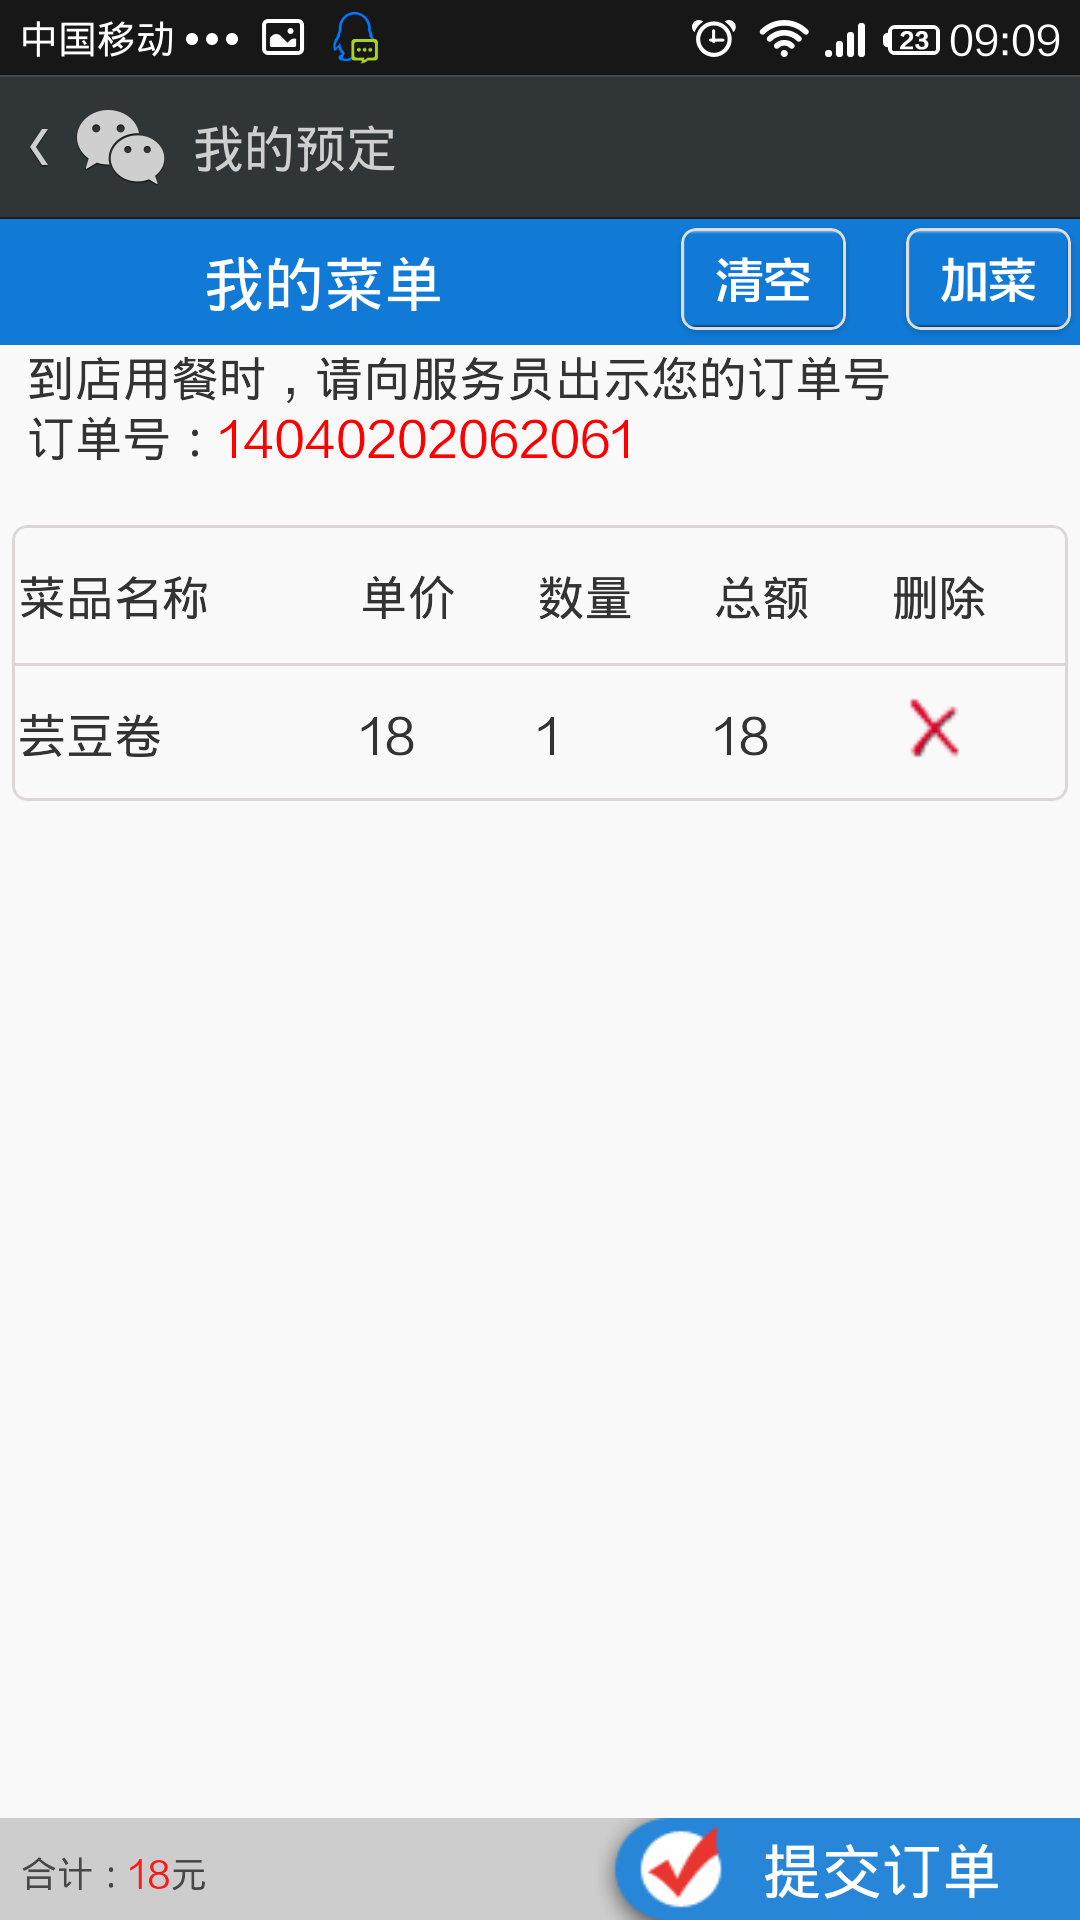 中国移动 23 09:09
我的预定
我的菜单 清空 加菜
到店用餐时，请向服务员出示您的订单号
订单号：14040202062061
菜品名称 单价 数量 总额 删除
芸豆卷 18 1 18
合计：18元 提交订单